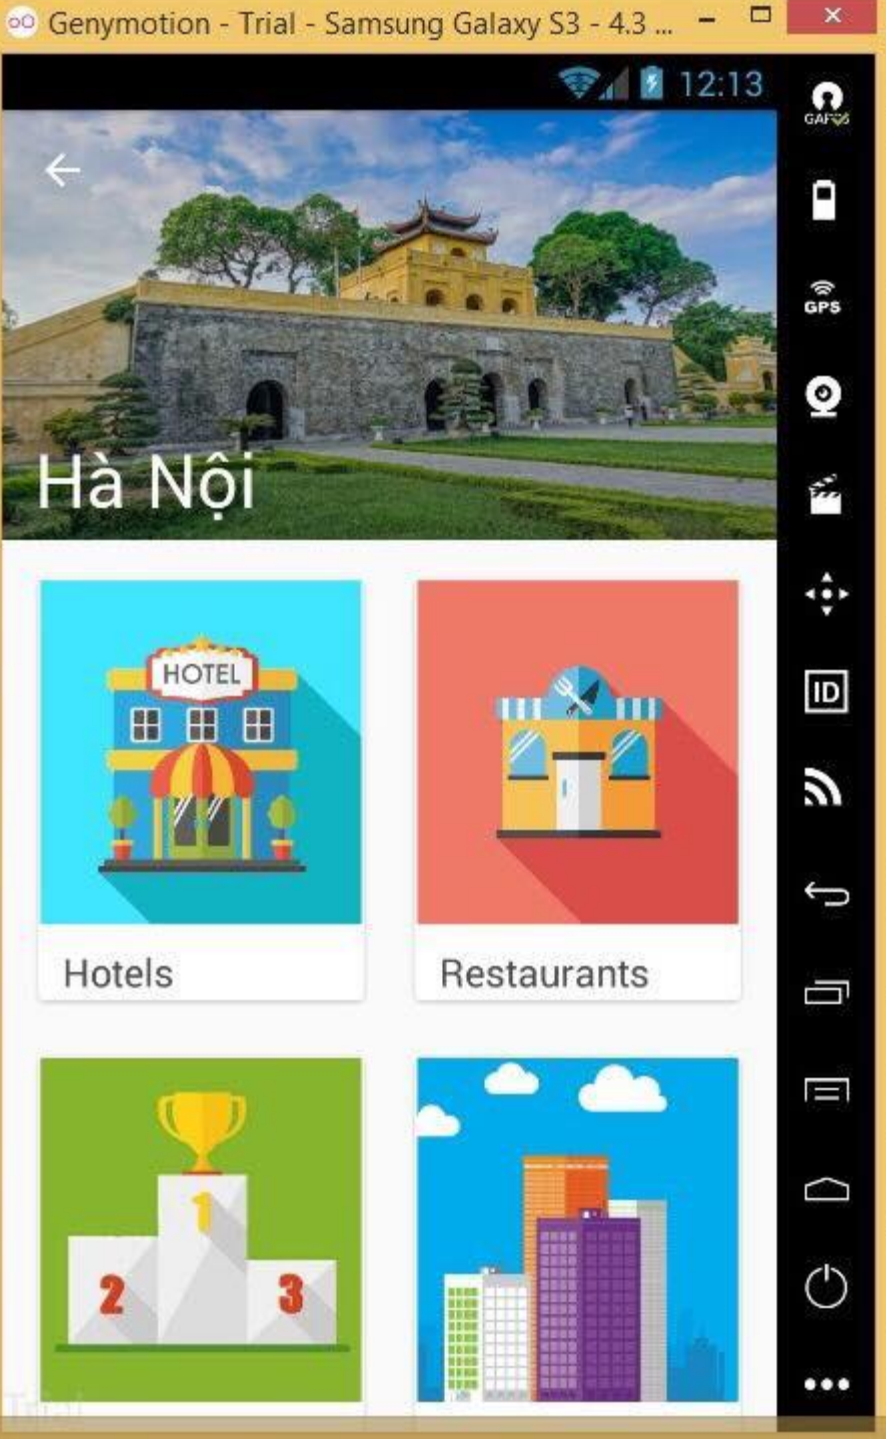 Genymotion - Trial - Samsung Galaxy S3 - 4.3 ...
12:13
GPS
ID
Hà Nội
HOTEL
Hotels
Restaurants
1
2
3
Trial